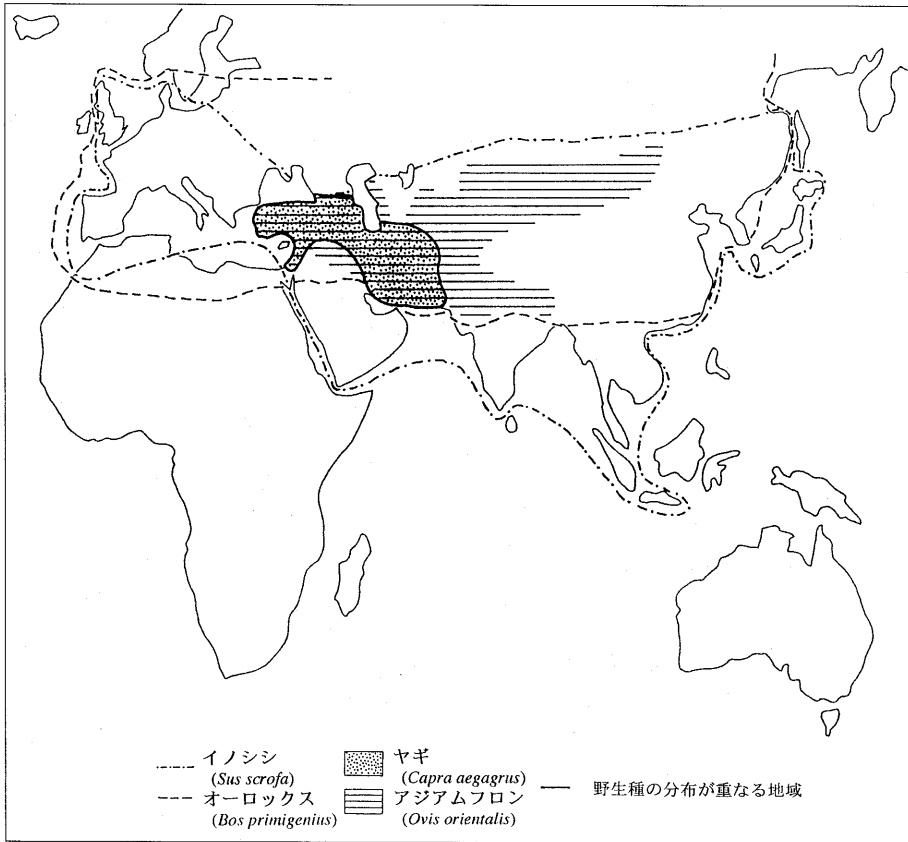 イノシシ
(Sus scrofa)
オーロックス
(Bos primigenius)
ヤギ
(Capra aegagrus)
アジアムフロン
(Ovis orientalis)
野生種の分布が重なる地域